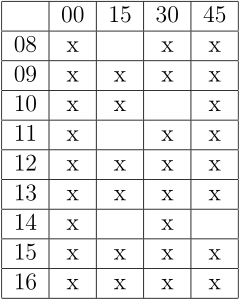 00 15 30 45
08 x x x
09 x x x x
10 x x x
11 x x x
12 x x x x
13 x x x x
14 x x
15 x x x x
16 x x x x